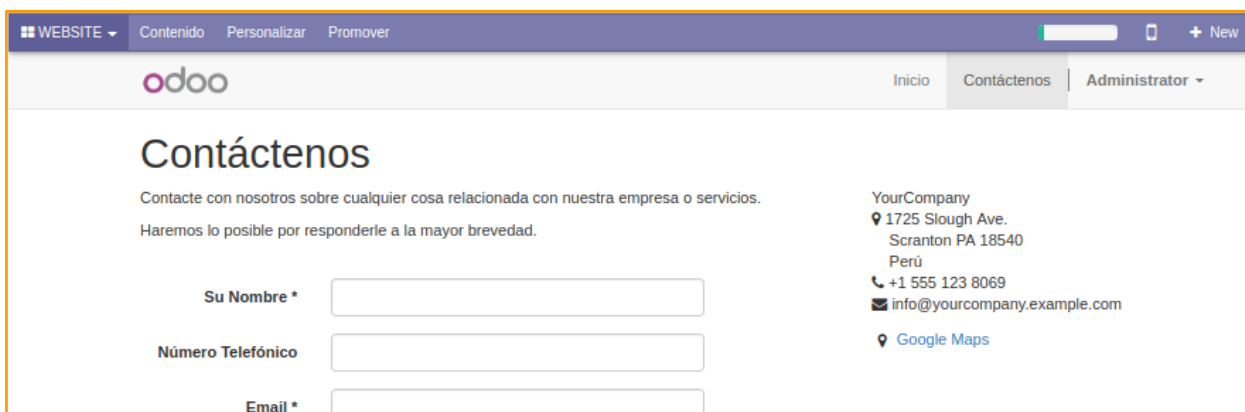 WEBSITE Contenido Personalizar Promover New
odoo Inicio Contáctenos Administrator
Contáctenos
Contacte con nosotros sobre cualquier cosa relacionada con nuestra empresa o servicios.
Haremos lo posible por responderle a la mayor brevedad.
Su Nombre *
Número Telefónico
Email *
YourCompany
1725 Slough Ave.
Scranton PA 18540
Perú
+1 555 123 8069
info@yourcompany.example.com
Google Maps